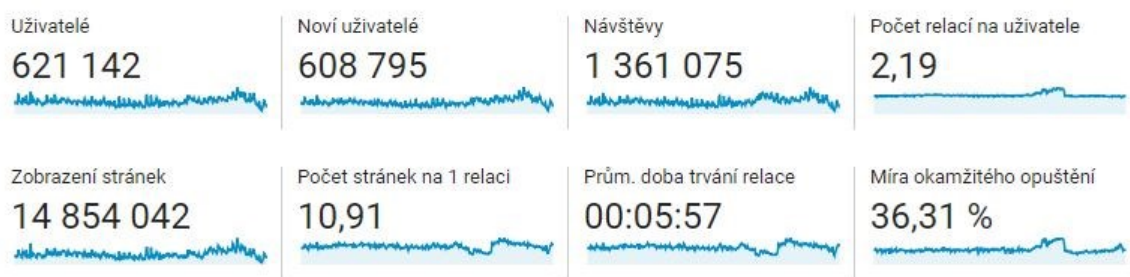 Uživatelé
621 142
Noví uživatelé
608 795
Návštěvy
1 361 075
Počet relací na uživatele
2,19
Zobrazení stránek
14 854 042
Počet stránek na 1 relaci
10,91
Prům. doba trvání relace
00:05:57
Míra okamžitého opuštění
36,31 %